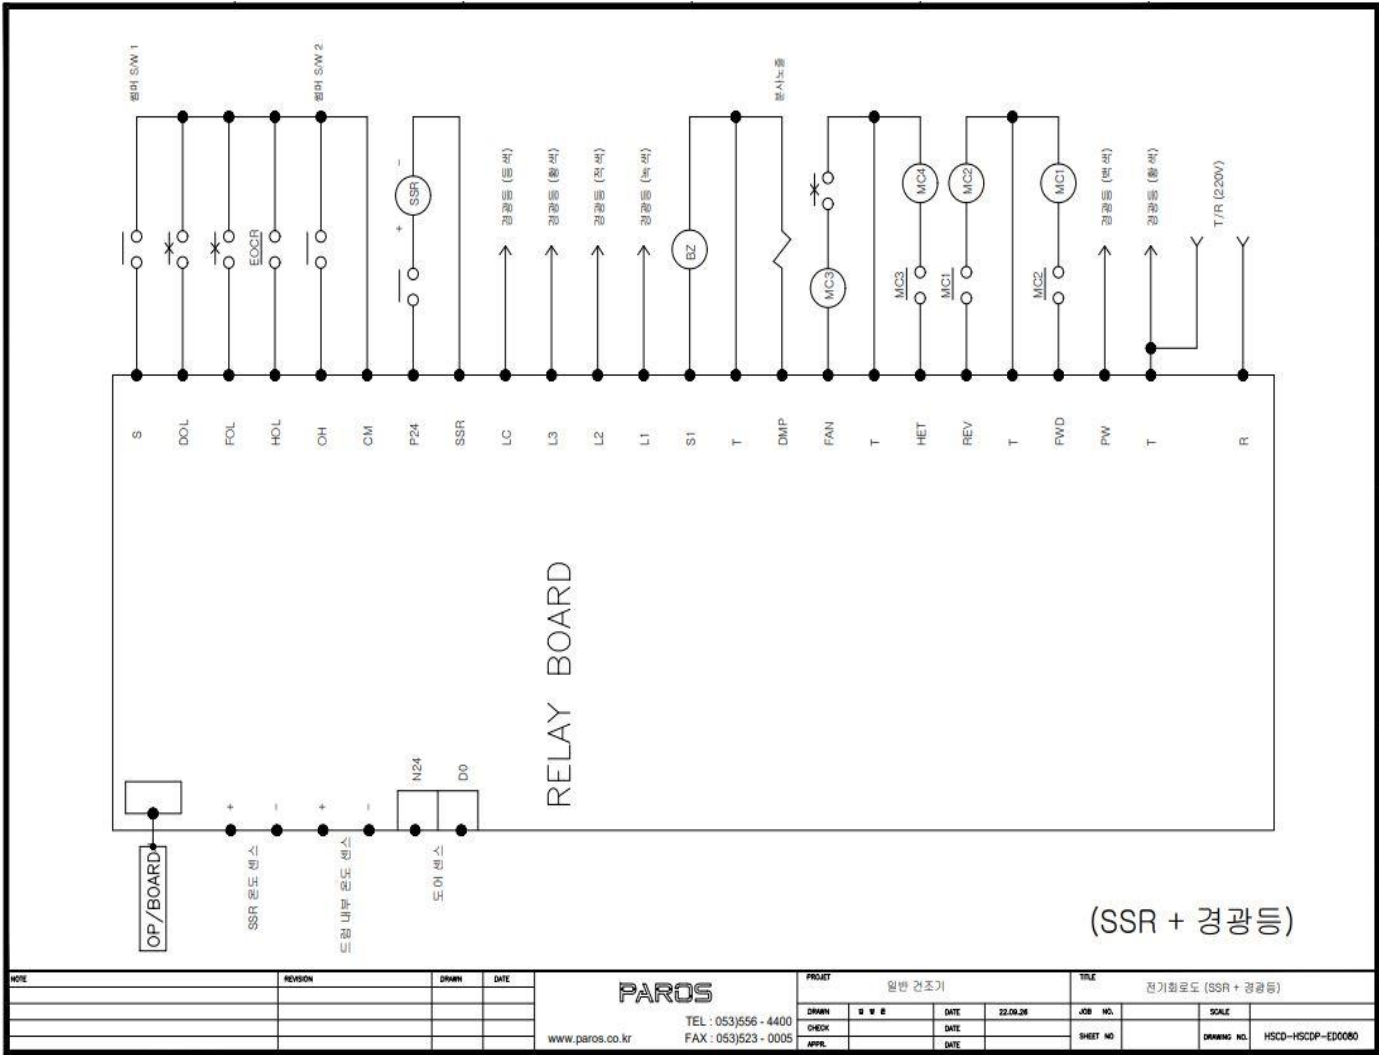 썸머 S/W 1
썸머 S/W 2
분사노즐
EOCR
-
SSR
+
경광등 (등색)
경광등 (황색)
경광등 (적색)
경광등 (녹색)
BZ
MC3
MC4
MC3
MC2
MC1
MC1
MC2
경광등 (백색)
경광등 (황색)
T/R (220V)
S
DOL
FOL
HOL
OH
CM
P24
SSR
LC
L3
L2
L1
S1
T
DMP
FAN
T
HET
REV
T
FWD
PW
T
R
RELAY BOARD
N24
D0
+
-
+
-
OP/BOARD
SSR 온도 센스
드럼 내부 온도 센스
도어 센스
(SSR + 경광등)
NOTE
REVISION
DRAWN
DATE
PAROS
TEL : 053)556 - 4400
www.paros.co.kr
FAX : 053)523 - 0005
PROJET
일반 건조기
DRAWN
DATE
22.09.26
CHECK
DATE
APPR.
DATE
TITLE
전기회로도 (SSR + 경광등)
JOB NO.
SCALE
SHEET NO
DRAWING NO.
HSCD-HSCDP-ED0080